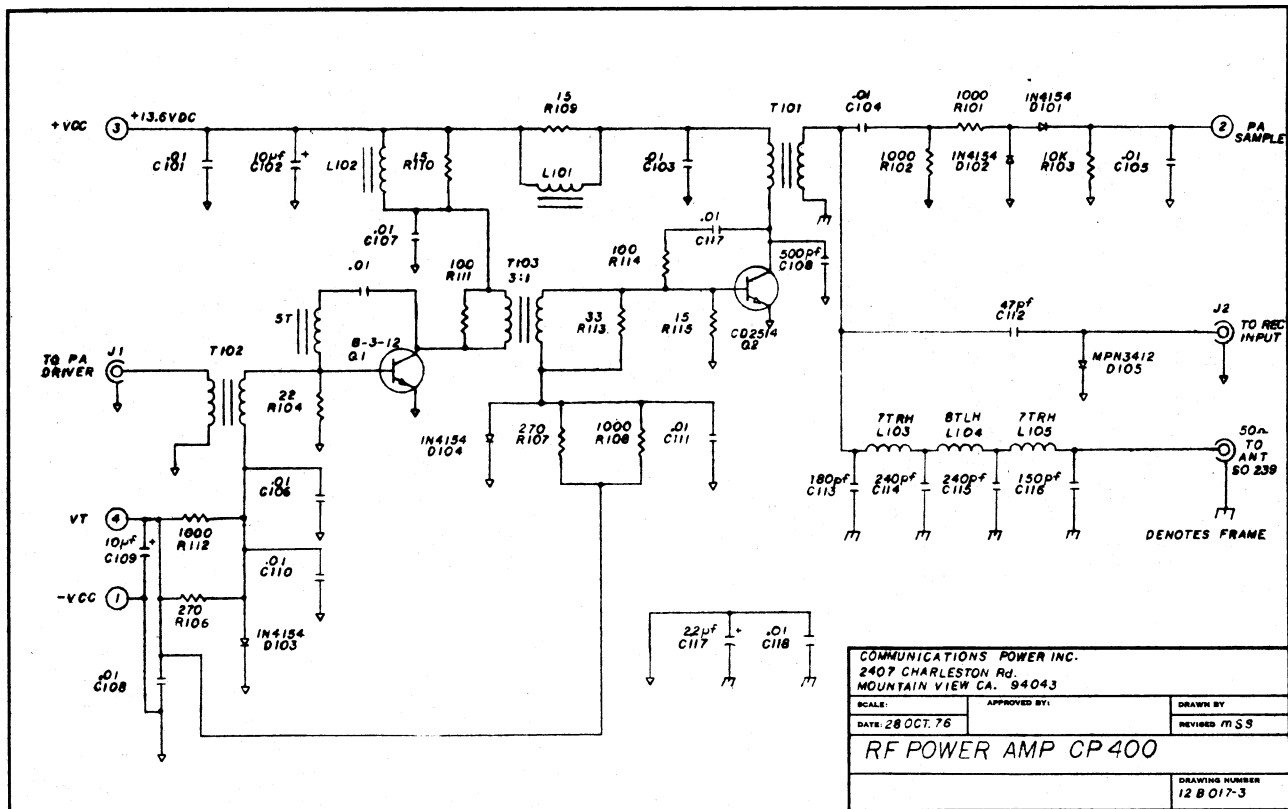 +VCC
3
+13.6VDC
.01
C101
10µf +
C102
L102
15
R110
15
R109
L101
.01
C103
T101
.01
C104
1000
R101
1N4154
D101
2
PA
SAMPLE
1000
R102
1N4154
D102
10K
R103
.01
C105
.01
C107
100
R111
T103
3:1
100
R114
.01
C117
500pf
C108
.01
5T
B-3-12
Q1
33
R113
15
R115
CD2514
Q2
47pf
C112
J2
TO REC
INPUT
MPN3412
D105
TO PA
DRIVER
J1
T102
22
R104
1N4154
D104
270
R107
1000
R108
.01
C111
7TRH
L103
8TLH
L104
7TRH
L105
50Ω
TO
ANT
SO 239
180pf
C113
240pf
C114
240pf
C115
150pf
C116
DENOTES FRAME
.01
C106
VT
4
1000
R112
10µf +
C109
.01
C110
-VCC
1
270
R106
1N4154
D103
.01
C108
22µf +
C117
.01
C118
COMMUNICATIONS POWER INC.
2407 CHARLESTON Rd.
MOUNTAIN VIEW CA. 94043
SCALE:
APPROVED BY:
DRAWN BY
DATE: 28 OCT. 76
REVISED MSS
RF POWER AMP CP400
DRAWING NUMBER
12 B 017-3